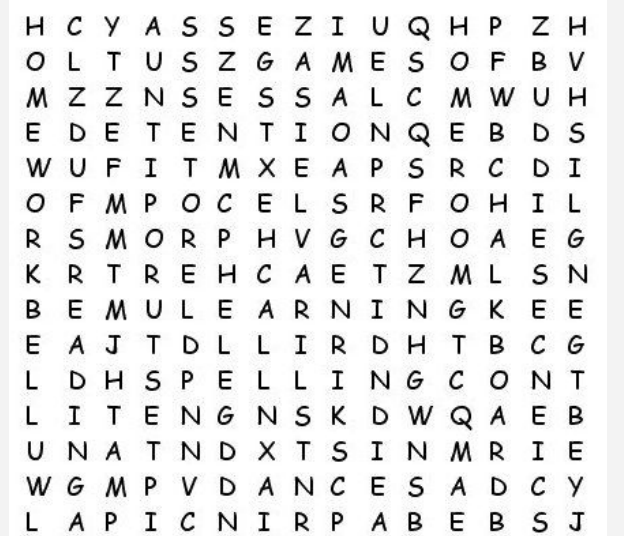 H C Y A S S E Z I U Q H P Z H
O L T U S Z G A M E S O F B V
M Z Z N S E S S A L C M W U H
E D E T E N T I O N Q E B D S
W U F I T M X E A P S R C D I
O F M P O C E L S R F O H I L
R S M O R P H V G C H O A E G
K R T R E H C A E T Z M L S N
B E M U L E A R N I N G K E E
E A J T D L L I R D H T B C G
L D H S P E L L I N G C O N T
L I T E N G N S K D W Q A E B
U N A T N D X T S I N M R I E
W G M P V D A N C E S A D C Y
L A P I C N I R P A B E B S J